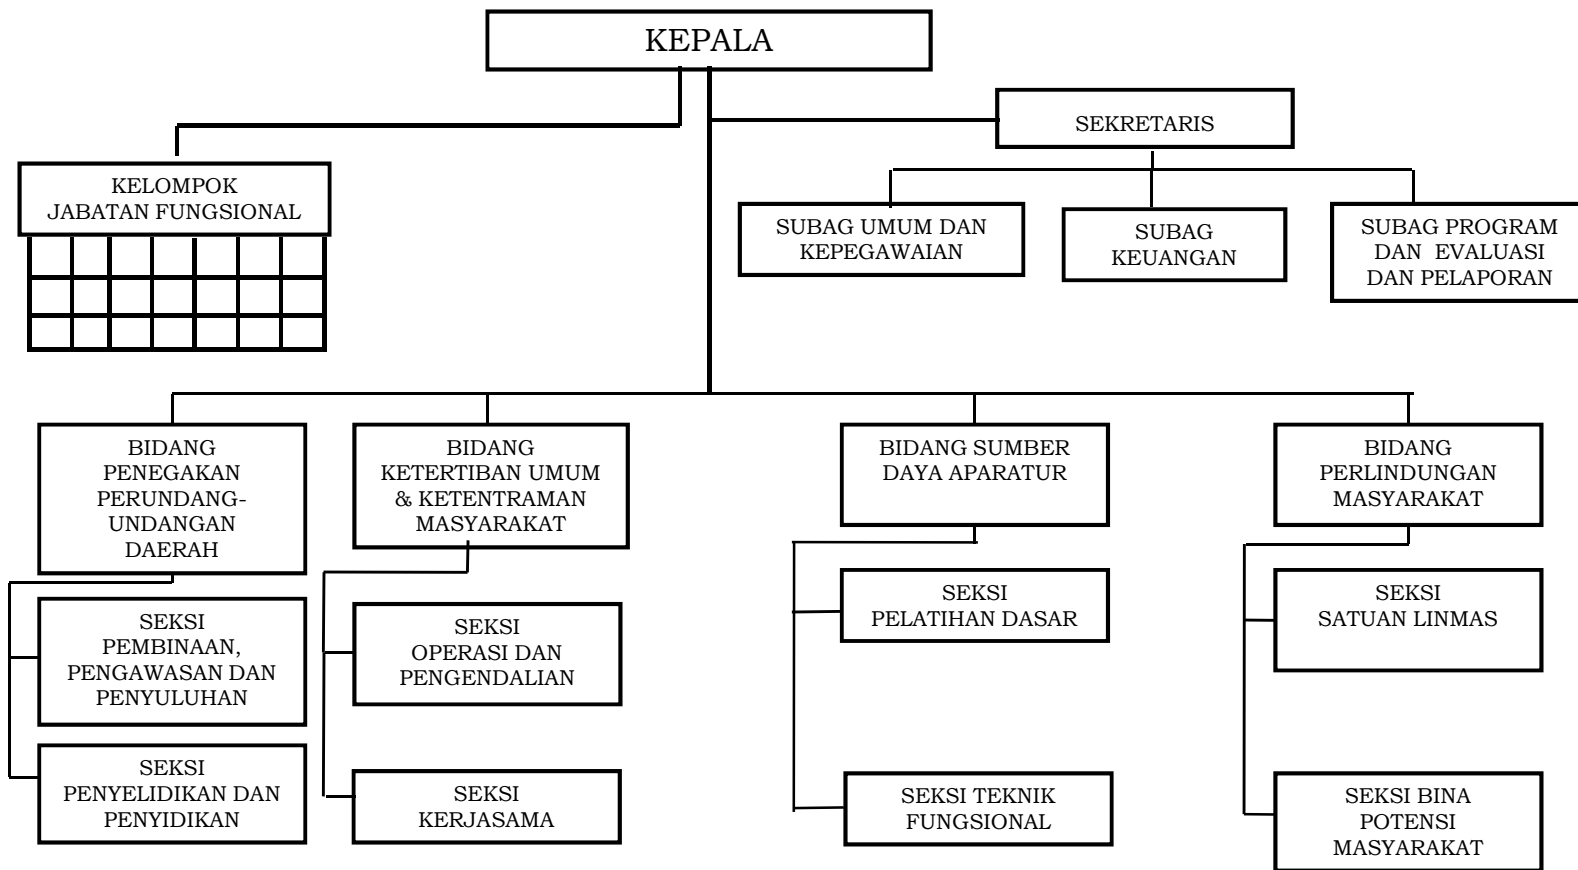 KEPALA
SEKRETARIS
KELOMPOK
JABATAN FUNGSIONAL
SUBAG UMUM DAN
KEPEGAWAIAN
SUBAG
KEUANGAN
SUBAG PROGRAM
DAN EVALUASI
DAN PELAPORAN
BIDANG
PENEGAKAN
PERUNDANG-
UNDANGAN
DAERAH
BIDANG
KETERTIBAN UMUM
& KETENTRAMAN
MASYARAKAT
BIDANG SUMBER
DAYA APARATUR
BIDANG
PERLINDUNGAN
MASYARAKAT
SEKSI
PEMBINAAN,
PENGAWASAN DAN
PENYULUHAN
SEKSI
OPERASI DAN
PENGENDALIAN
SEKSI
PELATIHAN DASAR
SEKSI
SATUAN LINMAS
SEKSI
PENYELIDIKAN DAN
PENYIDIKAN
SEKSI
KERJASAMA
SEKSI TEKNIK
FUNGSIONAL
SEKSI BINA
POTENSI
MASYARAKAT